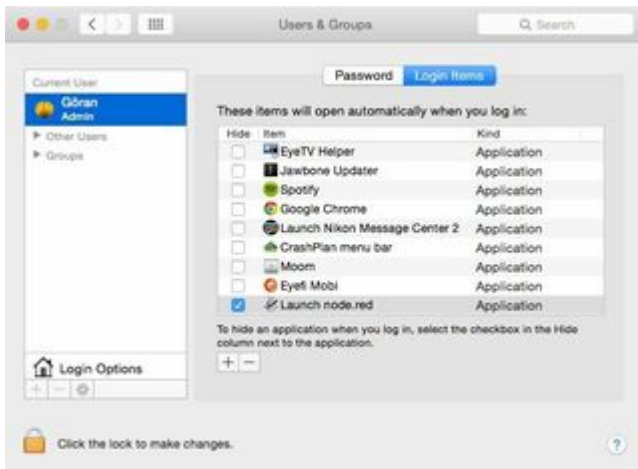 Users & Groups
Search
Password
Login Items
Current User
Göran
Admin
Other Users
Groups
These items will open automatically when you log in:
Hide Item Kind
EyeTV Helper Application
Jawbone Updater Application
Spotify Application
Google Chrome Application
Launch Nikon Message Center 2 Application
CrashPlan menu bar Application
Moom Application
Eyefi Mobi Application
Launch node.red Application
To hide an application when you log in, select the checkbox in the Hide
column next to the application.
+ −
Login Options
+ −
Click the lock to make changes.
?